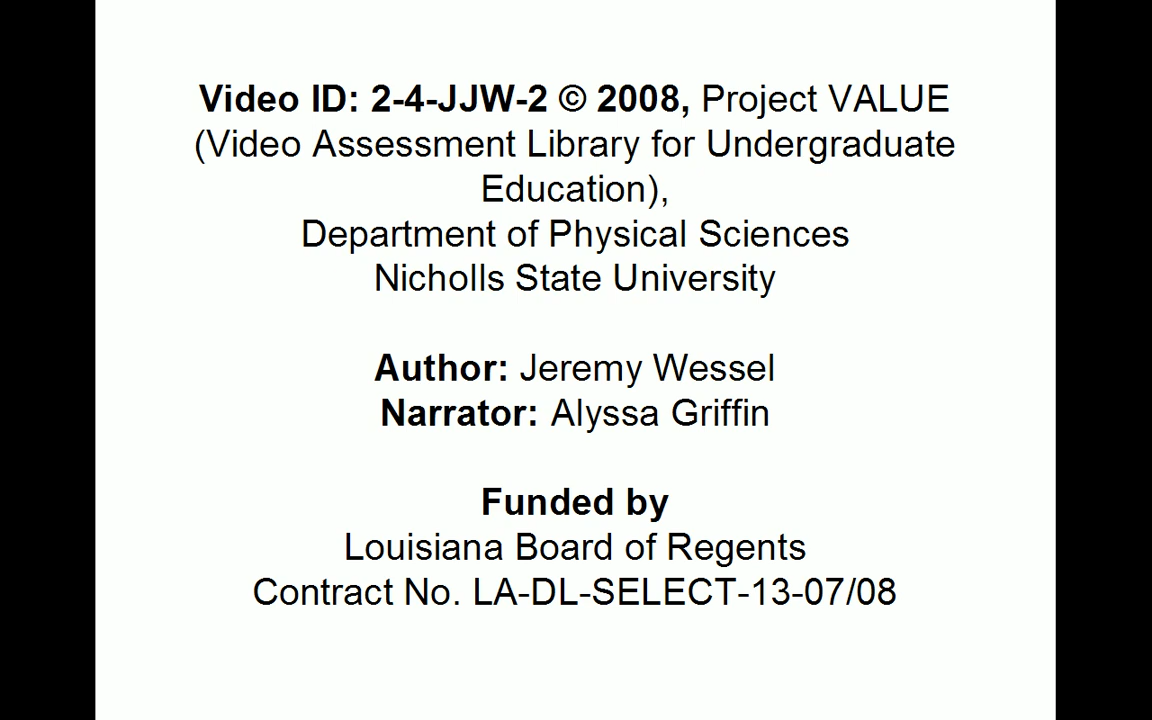 Video ID: 2-4-JJW-2 © 2008, Project VALUE
(Video Assessment Library for Undergraduate
Education),
Department of Physical Sciences
Nicholls State University
Author: Jeremy Wessel
Narrator: Alyssa Griffin
Funded by
Louisiana Board of Regents
Contract No. LA-DL-SELECT-13-07/08